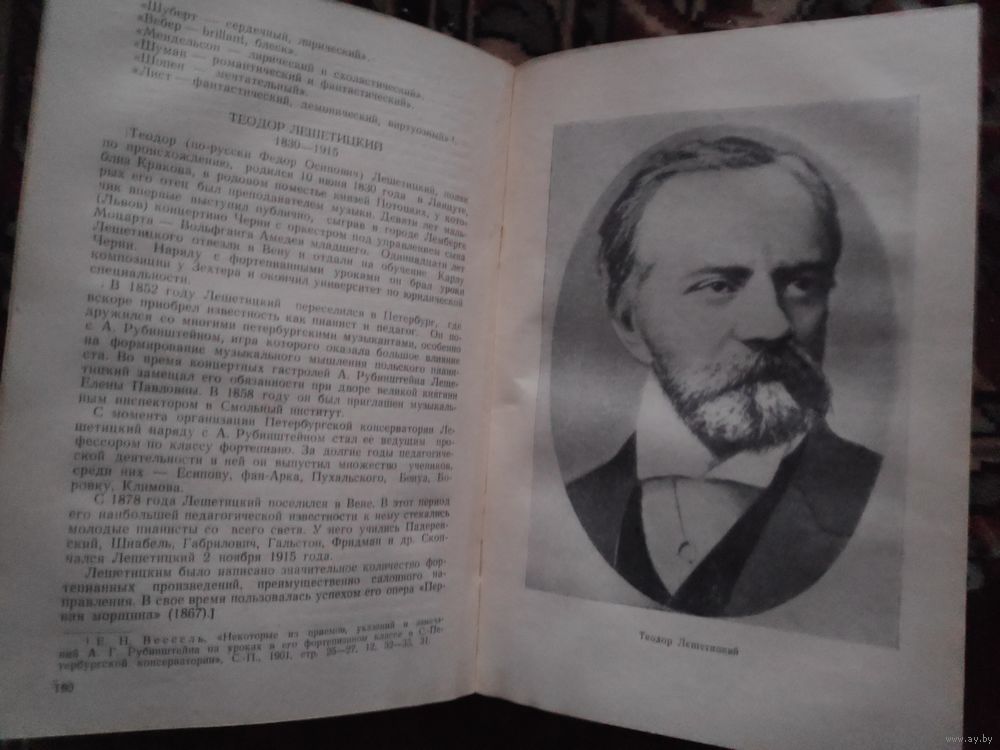 «Шуберт — сердечный, лирический».
«Вебер — brillant, блеск».
«Мендельсон — лирический и схоластический».
«Шуман — романтический и фантастический».
«Шопен — мечтательный».
«Лист — фантастический, демонический, виртуозный»¹.
ТЕОДОР ЛЕШЕТИЦКИЙ
1830—1915
[Теодор (по-русски Федор Осипович) Лешетицкий, поляк
по происхождению, родился 10 июня 1830 года в Ланцуте,
близ Кракова, в родовом поместье князей Потоцких, у кото-
рых его отец был преподавателем музыки. Девяти лет маль-
чик впервые выступил публично, сыграв в городе Лемберге
(Львов) концертино Черни с оркестром под управлением сына
Моцарта — Вольфганга Амедея младшего. Одиннадцати лет
Лешетицкого отвезли в Вену и отдали на обучение Карлу
Черни. Наряду с фортепианными уроками он брал уроки
композиции у Зехтера и окончил университет по юридической
специальности.
В 1852 году Лешетицкий переселился в Петербург, где
вскоре приобрел известность как пианист и педагог. Он по-
дружился со многими петербургскими музыкантами, особенно
с А. Рубинштейном, игра которого оказала большое влияние
на формирование музыкального мышления польского пиани-
ста. Во время концертных гастролей А. Рубинштейна Леше-
тицкий замещал его обязанности при дворе великой княгини
Елены Павловны. В 1858 году он был приглашен музыкаль-
ным инспектором в Смольный институт.
С момента организации Петербургской консерватории Ле-
шетицкий наряду с А. Рубинштейном стал ее ведущим про-
фессором по классу фортепиано. За долгие годы педагогиче-
ской деятельности в ней он выпустил множество учеников,
среди них — Есипову, фан-Арка, Пухальского, Бенуа, Бо-
ровку, Климова.
С 1878 года Лешетицкий поселился в Вене. В этот период
его наибольшей педагогической известности к нему стекались
молодые пианисты со всего света. У него учились Падерев-
ский, Шнабель, Габрилович, Гальстон, Фридман и др. Скон-
чался Лешетицкий 2 ноября 1915 года.
Лешетицким было написано значительное количество фор-
тепианных произведений, преимущественно салонного на-
правления. В свое время пользовалась успехом его опера «Пер-
вая морщина» (1867).]
¹ Е. Н. Вессель. «Некоторые из приемов, указаний и замеча-
ний А. Г. Рубинштейна на уроках в его фортепианном классе в С.-Пе-
тербургской консерватории», С.-П., 1901, стр. 25—27, 12, 32—33, 31.
190
Теодор Лешетицкий
www.ay.by